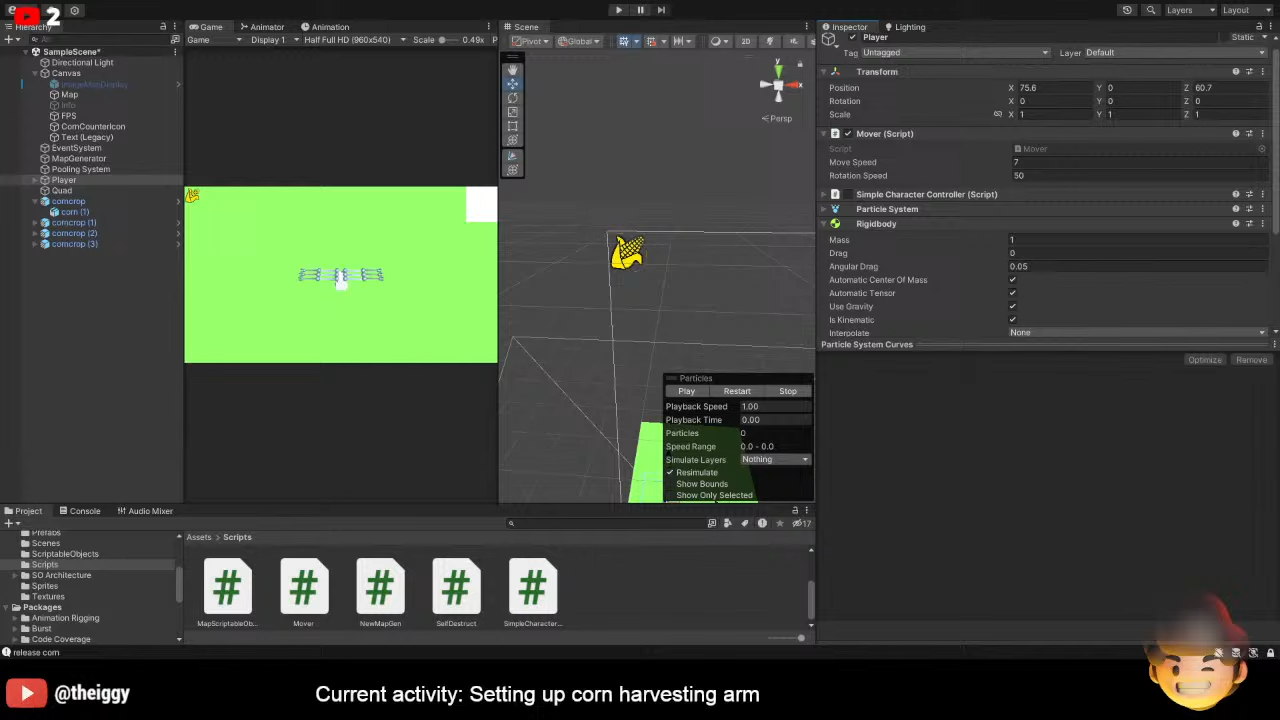 2
Hierarchy
Game
Animator
Animation
Scene
Inspector
Lighting
Layers
Layout
All
SampleScene*
Directional Light
Canvas
Map
Info
FPS
ComCounterIcon
Text (Legacy)
EventSystem
MapGenerator
Pooling System
Player
Quad
corncrop
corn (1)
corncrop (1)
corncrop (2)
corncrop (3)
Game
Display 1
Half Full HD (960x540)
Scale
0.49x
Pivot
Global
2D
y
x
Persp
Particles
Play
Restart
Stop
Playback Speed
1.00
Playback Time
0.00
Particles
0
Speed Range
0.0 - 0.0
Simulate Layers
Nothing
Resimulate
Show Bounds
Show Only Selected
Player
Static
Tag
Untagged
Layer
Default
Transform
Position
X 75.6
Y 0
Z 60.7
Rotation
X 0
Y 0
Z 0
Scale
X 1
Y 1
Z 1
Mover (Script)
Script
Mover
Move Speed
7
Rotation Speed
50
Simple Character Controller (Script)
Particle System
Rigidbody
Mass
1
Drag
0
Angular Drag
0.05
Automatic Center Of Mass
Automatic Tensor
Use Gravity
Is Kinematic
Interpolate
None
Particle System Curves
Optimize
Remove
Project
Console
Audio Mixer
17
Prefabs
Scenes
ScriptableObjects
Scripts
SO Architecture
Sprites
Textures
Packages
Animation Rigging
Burst
Code Coverage
Assets > Scripts
MapScriptableOb...
Mover
NewMapGen
SelfDestruct
SimpleCharacter...
release corn
@theiggy
Current activity: Setting up corn harvesting arm